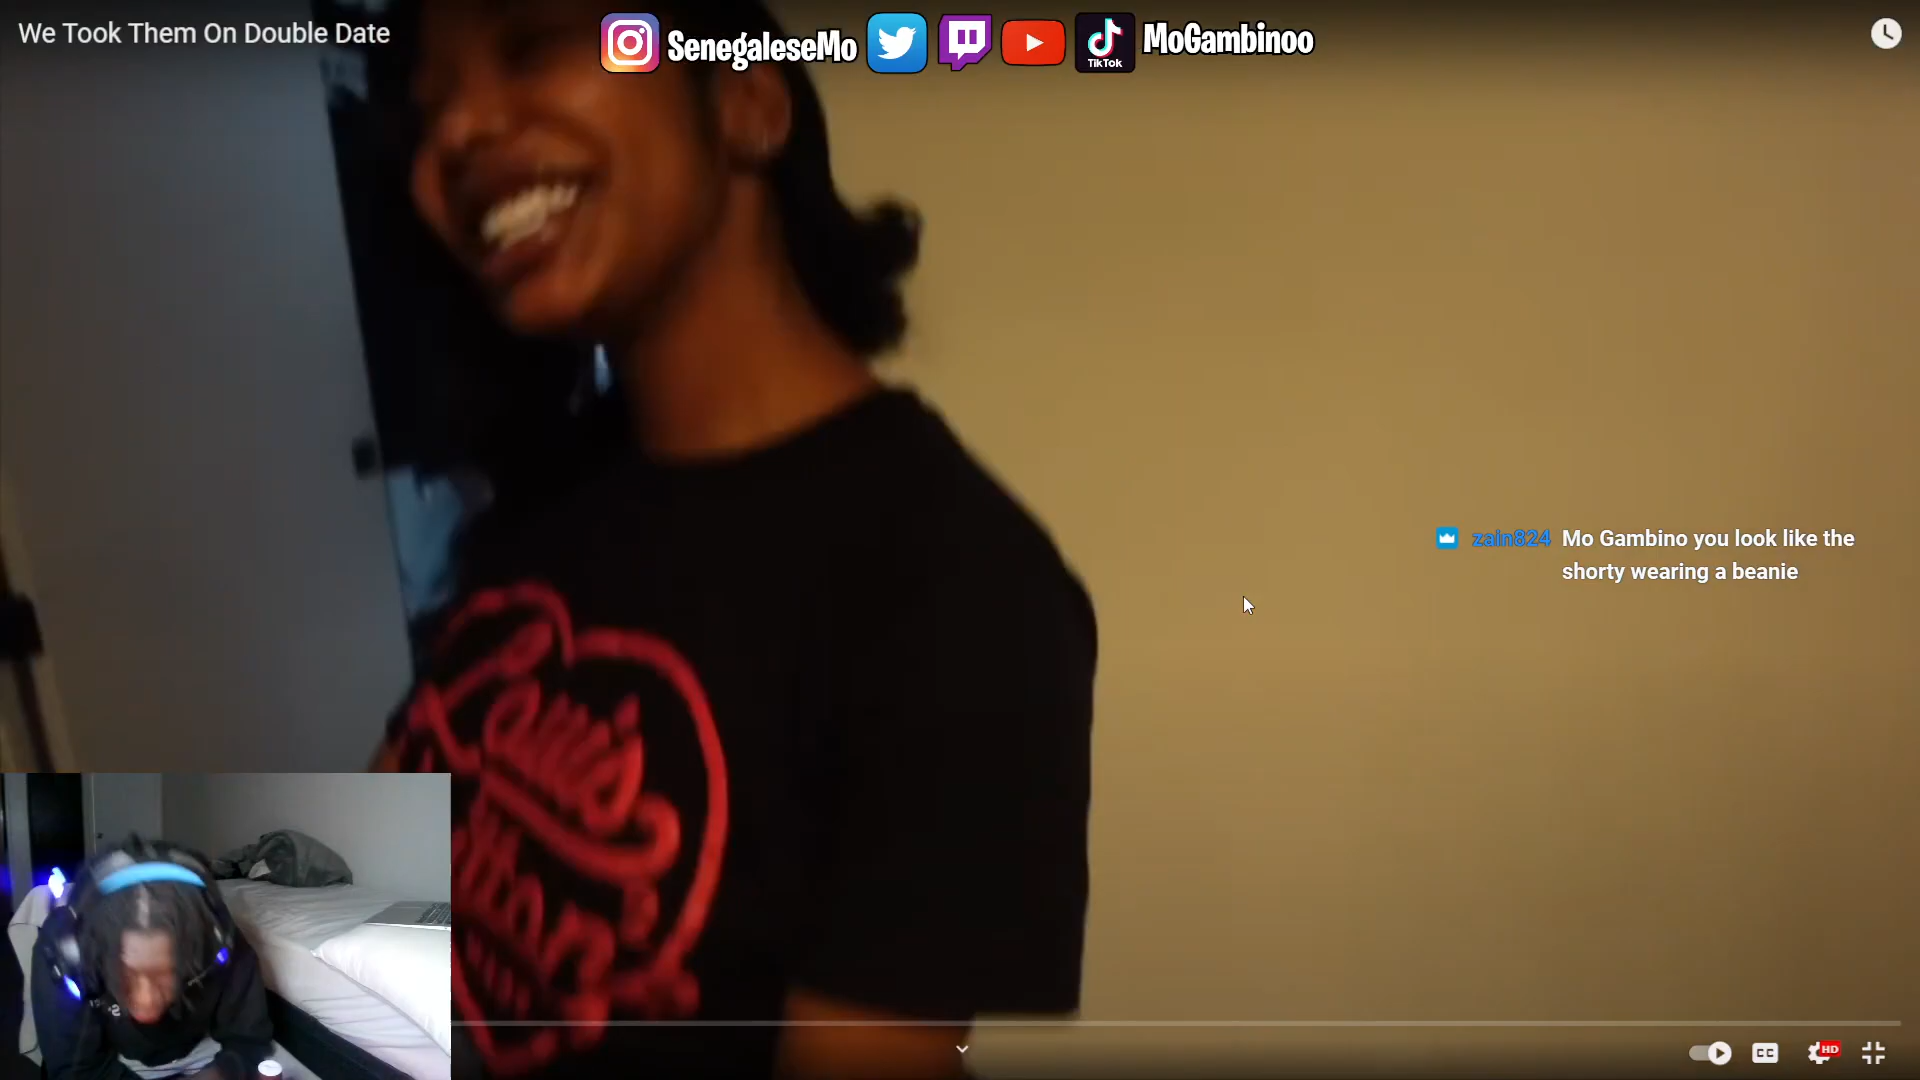 We Took Them On Double Date
SenegaleseMo
TikTok
MoGambinoo
zain824 Mo Gambino you look like the
shorty wearing a beanie
CC
HD